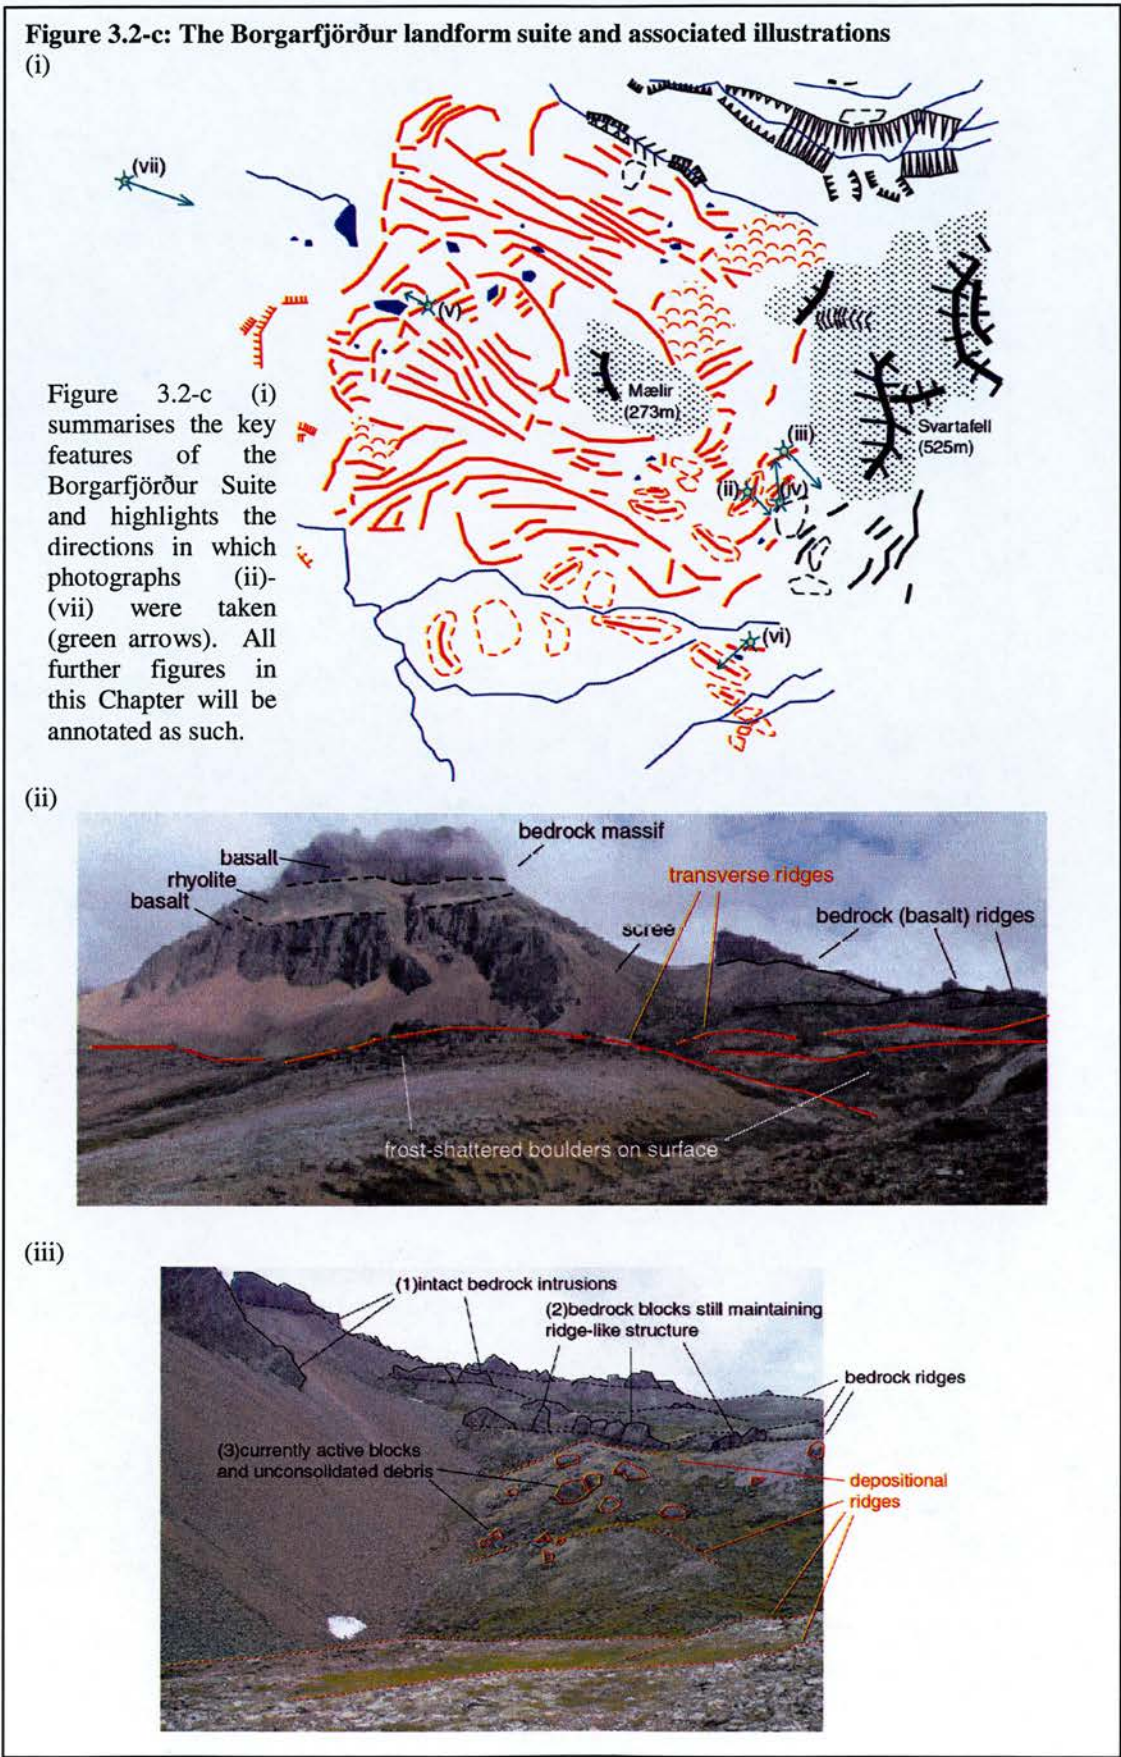 Figure 3.2-c: The Borgarfjörður landform suite and associated illustrations
(i)
(vii)
(v)
Mælir
(273m)
Svartafell
(525m)
(iii)
(ii)
(iv)
(vi)
Figure 3.2-c (i)
summarises the key
features of the
Borgarfjörður Suite
and highlights the
directions in which
photographs (ii)-
(vii) were taken
(green arrows). All
further figures in
this Chapter will be
annotated as such.
(ii)
bedrock massif
basalt
rhyolite
basalt
transverse ridges
scree
bedrock (basalt) ridges
frost-shattered boulders on surface
(iii)
(1)intact bedrock intrusions
(2)bedrock blocks still maintaining
ridge-like structure
bedrock ridges
(3)currently active blocks
and unconsolidated debris
depositional
ridges